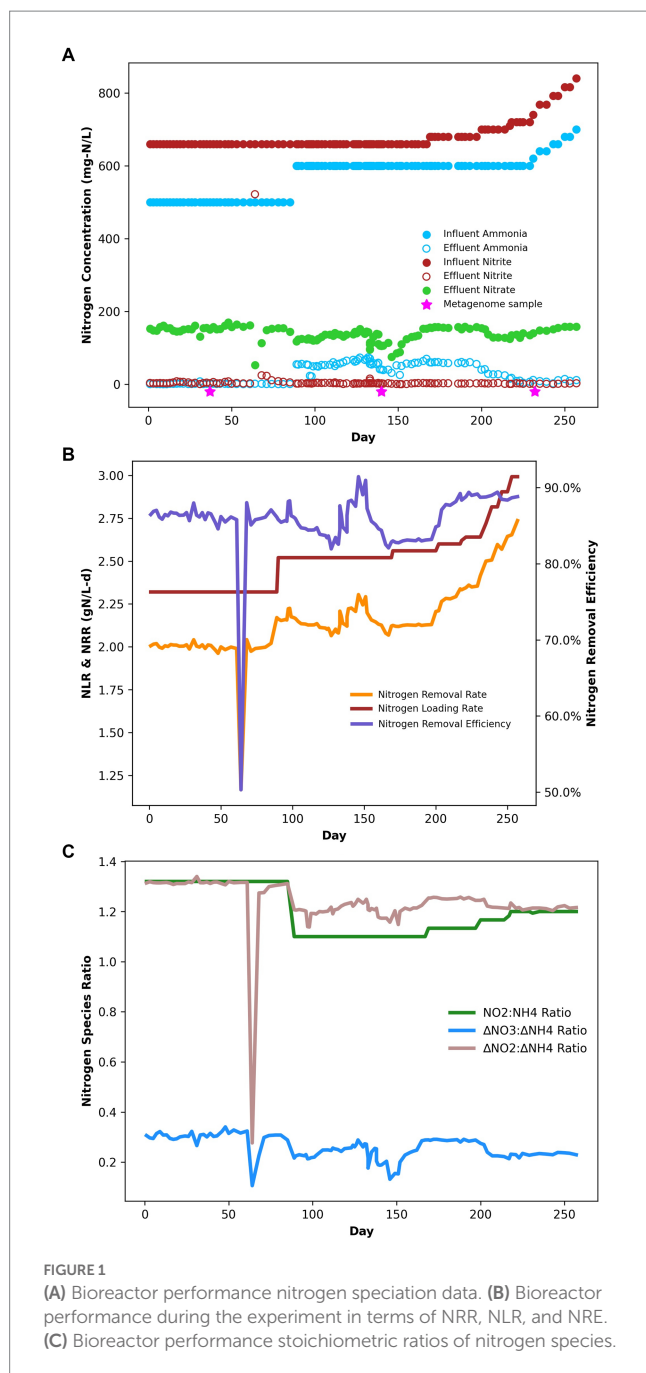 A
Nitrogen Concentration (mg-N/L)
800
600
400
200
0
Influent Ammonia
Effluent Ammonia
Influent Nitrite
Effluent Nitrite
Effluent Nitrate
Metagenome sample
0 50 100 150 200 250
Day
B
NLR & NRR (gN/L-d)
3.00
2.75
2.50
2.25
2.00
1.75
1.50
1.25
90.0%
80.0%
70.0%
60.0%
50.0%
Nitrogen Removal Efficiency
Nitrogen Removal Rate
Nitrogen Loading Rate
Nitrogen Removal Efficiency
0 50 100 150 200 250
Day
C
Nitrogen Species Ratio
1.4
1.2
1.0
0.8
0.6
0.4
0.2
NO2:NH4 Ratio
ΔNO3:ΔNH4 Ratio
ΔNO2:ΔNH4 Ratio
0 50 100 150 200 250
Day
FIGURE 1
(A) Bioreactor performance nitrogen speciation data. (B) Bioreactor
performance during the experiment in terms of NRR, NLR, and NRE.
(C) Bioreactor performance stoichiometric ratios of nitrogen species.